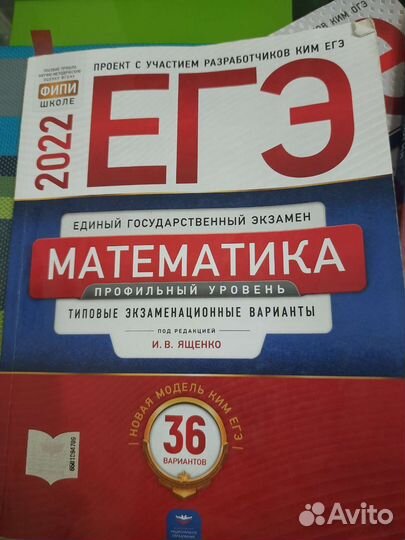 ПРОЕКТ С УЧАСТИЕМ РАЗРАБОТЧИКОВ КИМ ЕГЭ
ФИПИ
ШКОЛЕ
2022
ЕГЭ
ЕДИНЫЙ ГОСУДАРСТВЕННЫЙ ЭКЗАМЕН
МАТЕМАТИКА
ПРОФИЛЬНЫЙ УРОВЕНЬ
ТИПОВЫЕ ЭКЗАМЕНАЦИОННЫЕ ВАРИАНТЫ
ПОД РЕДАКЦИЕЙ
И. В. ЯЩЕНКО
НОВАЯ МОДЕЛЬ КИМ ЕГЭ
36
ВАРИАНТОВ
Avito